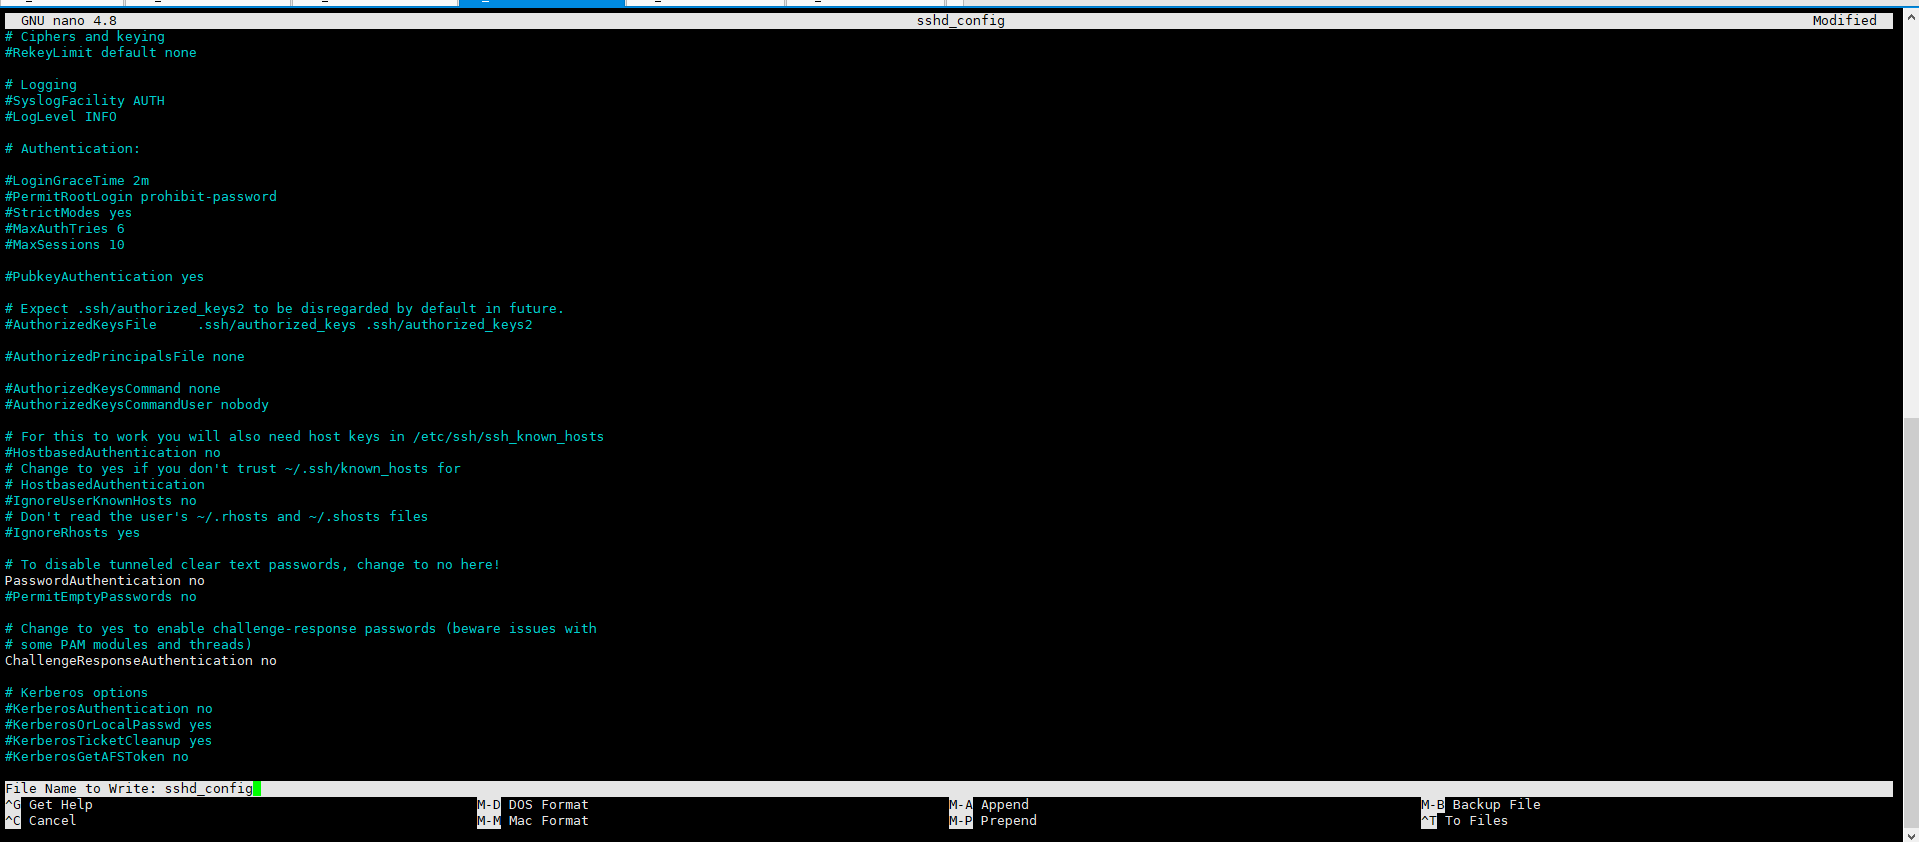 GNU nano 4.8 sshd_config Modified
# Ciphers and keying
#RekeyLimit default none
# Logging
#SyslogFacility AUTH
#LogLevel INFO
# Authentication:
#LoginGraceTime 2m
#PermitRootLogin prohibit-password
#StrictModes yes
#MaxAuthTries 6
#MaxSessions 10
#PubkeyAuthentication yes
# Expect .ssh/authorized_keys2 to be disregarded by default in future.
#AuthorizedKeysFile     .ssh/authorized_keys .ssh/authorized_keys2
#AuthorizedPrincipalsFile none
#AuthorizedKeysCommand none
#AuthorizedKeysCommandUser nobody
# For this to work you will also need host keys in /etc/ssh/ssh_known_hosts
#HostbasedAuthentication no
# Change to yes if you don't trust ~/.ssh/known_hosts for
# HostbasedAuthentication
#IgnoreUserKnownHosts no
# Don't read the user's ~/.rhosts and ~/.shosts files
#IgnoreRhosts yes
# To disable tunneled clear text passwords, change to no here!
PasswordAuthentication no
#PermitEmptyPasswords no
# Change to yes to enable challenge-response passwords (beware issues with
# some PAM modules and threads)
ChallengeResponseAuthentication no
# Kerberos options
#KerberosAuthentication no
#KerberosOrLocalPasswd yes
#KerberosTicketCleanup yes
#KerberosGetAFSToken no
File Name to Write: sshd_config
^G Get Help M-D DOS Format M-A Append M-B Backup File
^C Cancel M-M Mac Format M-P Prepend ^T To Files